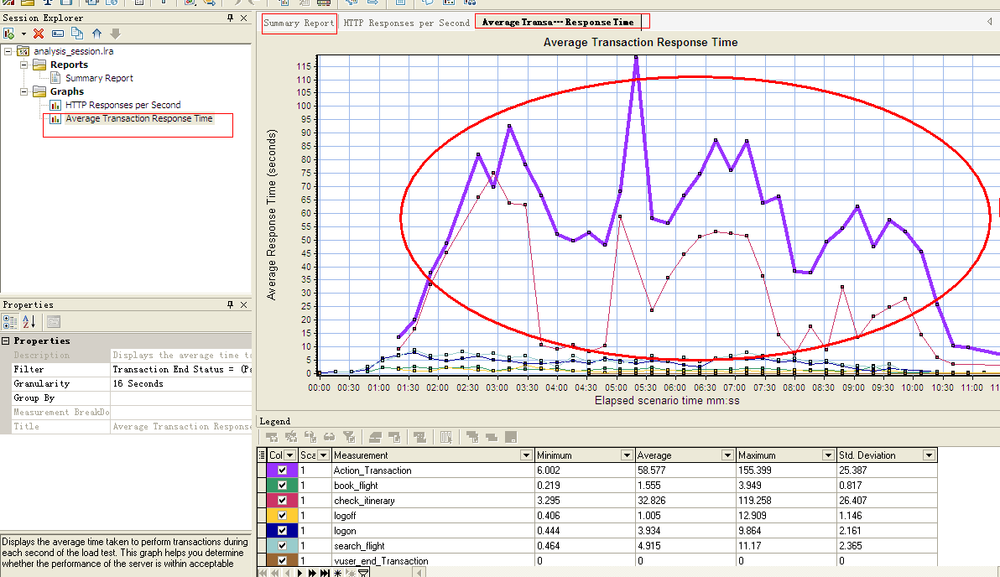 Session Explorer
analysis_session.lra
Reports
Summary Report
Graphs
HTTP Responses per Second
Average Transaction Response Time
Properties
Properties
Description Displays the average time ta
Filter Transaction End Status = (Pa
Granularity 16 Seconds
Group By
Measurement BreakDo
Title Average Transaction Response
Displays the average time taken to perform transactions during
each second of the load test. This graph helps you determine
whether the performance of the server is within acceptable
Summary Report HTTP Responses per Second AverageTransa···Response Time
Average Transaction Response Time
Average Response Time (seconds)
115
110
105
100
95
90
85
80
75
70
65
60
55
50
45
40
35
30
25
20
15
10
5
0
00:00 00:30 01:00 01:30 02:00 02:30 03:00 03:30 04:00 04:30 05:00 05:30 06:00 06:30 07:00 07:30 08:00 08:30 09:00 09:30 10:00 10:30 11:00 11
Elapsed scenario time mm:ss
Legend
Col Sca Measurement Minimum Average Maximum Std. Deviation
1 Action_Transaction 6.002 58.577 155.399 25.387
1 book_flight 0.219 1.555 3.949 0.817
1 check_itinerary 3.295 32.826 119.258 26.407
1 logoff 0.406 1.005 12.909 1.146
1 logon 0.444 3.934 9.864 2.161
1 search_flight 0.464 4.915 11.17 2.365
1 vuser_end_Transaction 0 0 0 0